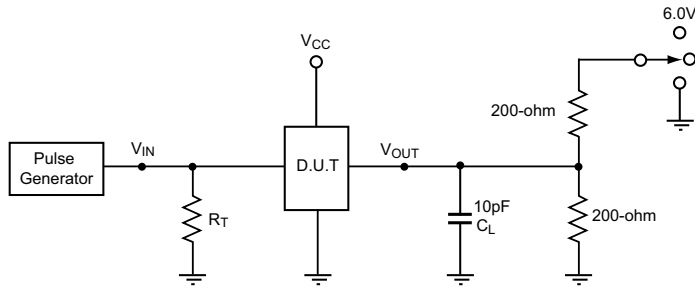 6.0V
VCC
200-ohm
Pulse
Generator
VIN
D.U.T
VOUT
RT
10pF
CL
200-ohm